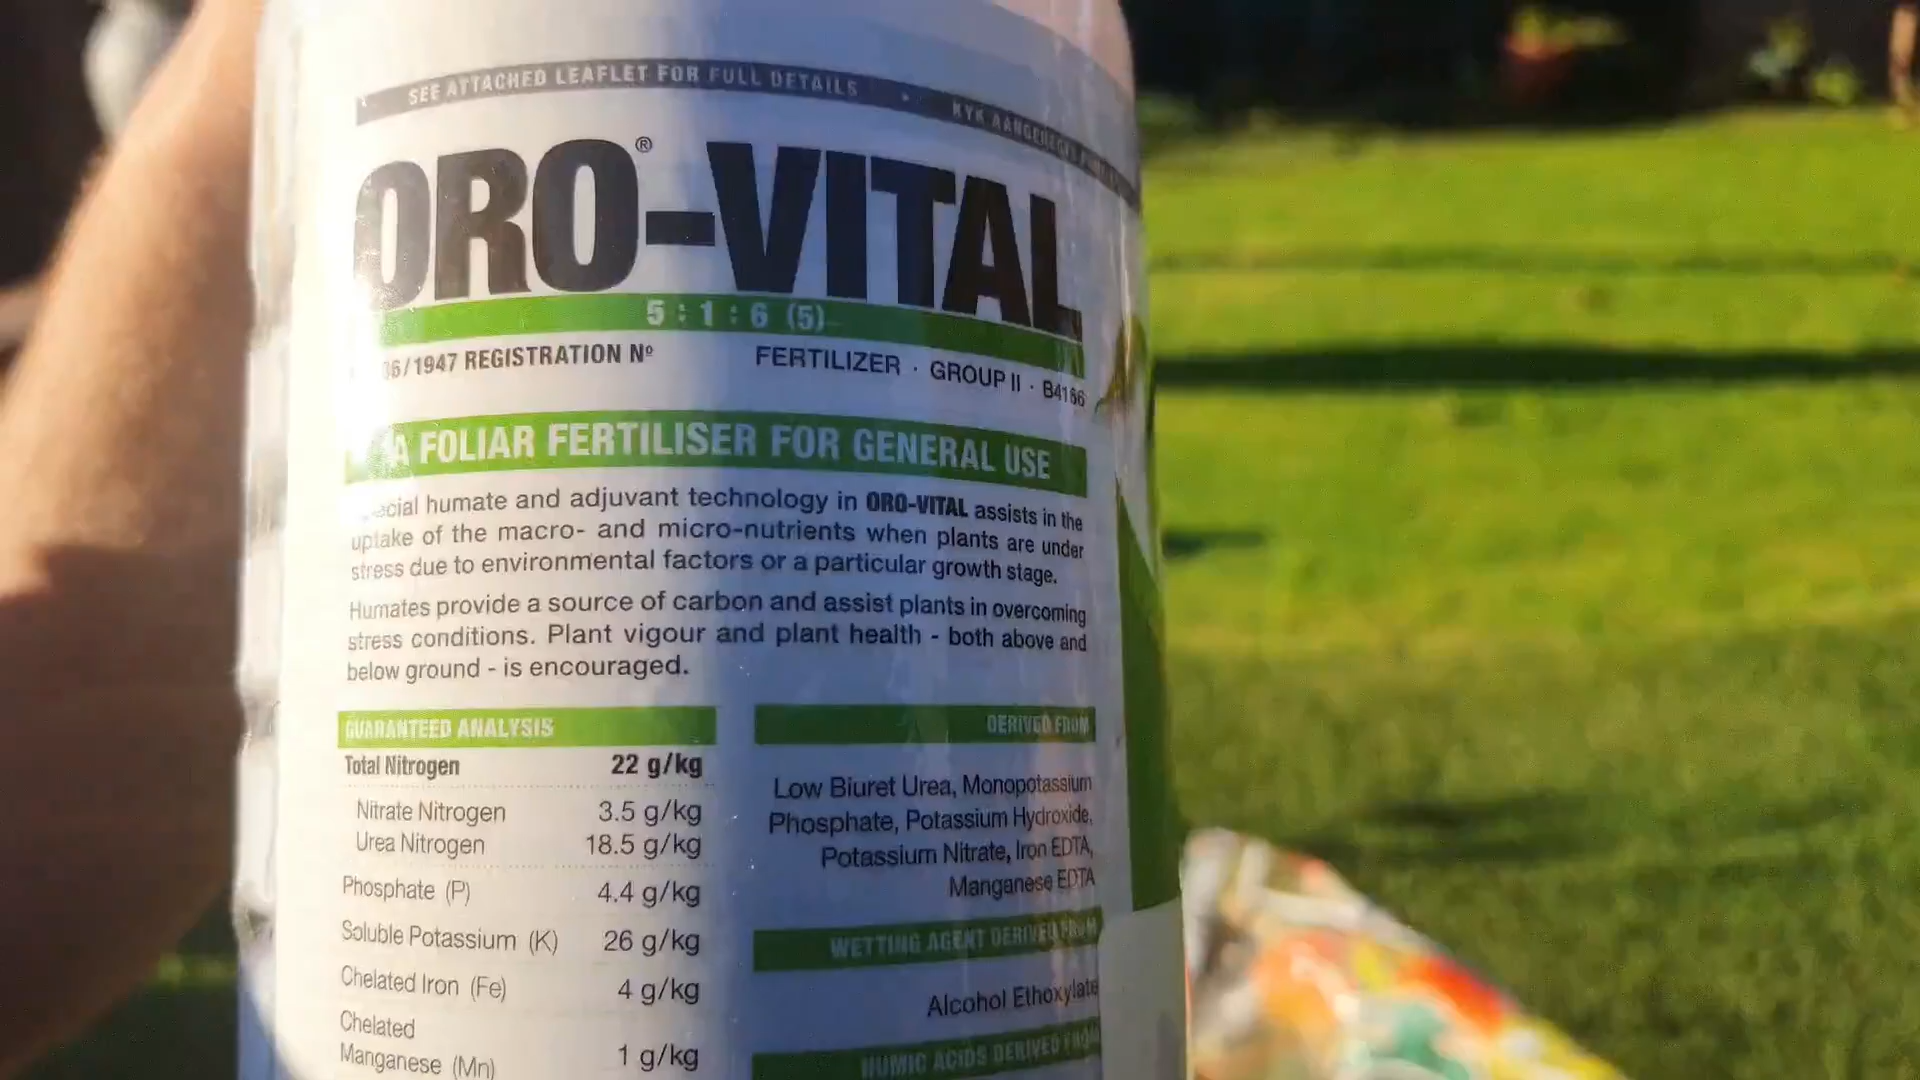 SEE ATTACHED LEAFLET FOR FULL DETAILS • KYK
ORO®-VITAL
5 : 1 : 6 (5)
36/1947 REGISTRATION Nº FERTILIZER · GROUP II · B4166
A FOLIAR FERTILISER FOR GENERAL USE
humate and adjuvant technology in ORO-VITAL assists in the
uptake of the macro- and micro-nutrients when plants are under
stress due to environmental factors or a particular growth stage.
Humates provide a source of carbon and assist plants in overcoming
stress conditions. Plant vigour and plant health - both above and
below ground - is encouraged.
GUARANTEED ANALYSIS
Total Nitrogen 22 g/kg
Nitrate Nitrogen 3.5 g/kg
Urea Nitrogen 18.5 g/kg
Phosphate (P) 4.4 g/kg
Soluble Potassium (K) 26 g/kg
Chelated Iron (Fe) 4 g/kg
Chelated
Manganese (Mn) 1 g/kg
DERIVED FROM
Low Biuret Urea, Monopotassium
Phosphate, Potassium Hydroxide,
Potassium Nitrate, Iron EDTA,
Manganese EDTA
WETTING AGENT DERIVED FROM
Alcohol Ethoxylate
HUMIC ACIDS DERIVED FROM